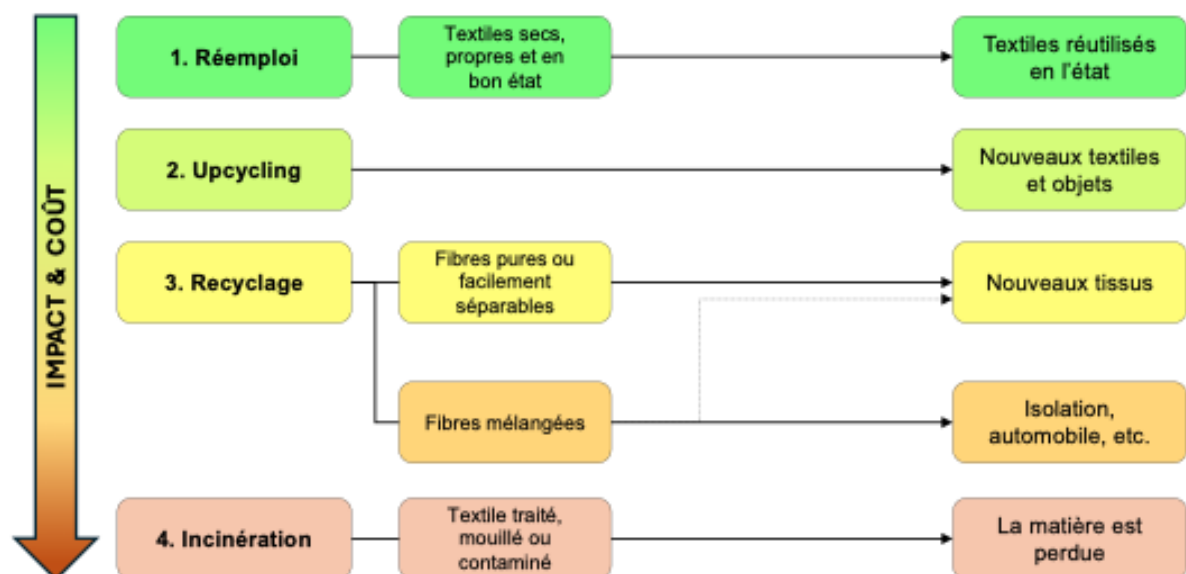 IMPACT & COÛT
1. Réemploi
Textiles secs,
propres et en
bon état
Textiles réutilisés
en l'état
2. Upcycling
Nouveaux textiles
et objets
3. Recyclage
Fibres pures ou
facilement
séparables
Nouveaux tissus
Fibres mélangées
Isolation,
automobile, etc.
4. Incinération
Textile traité,
mouillé ou
contaminé
La matière est
perdue